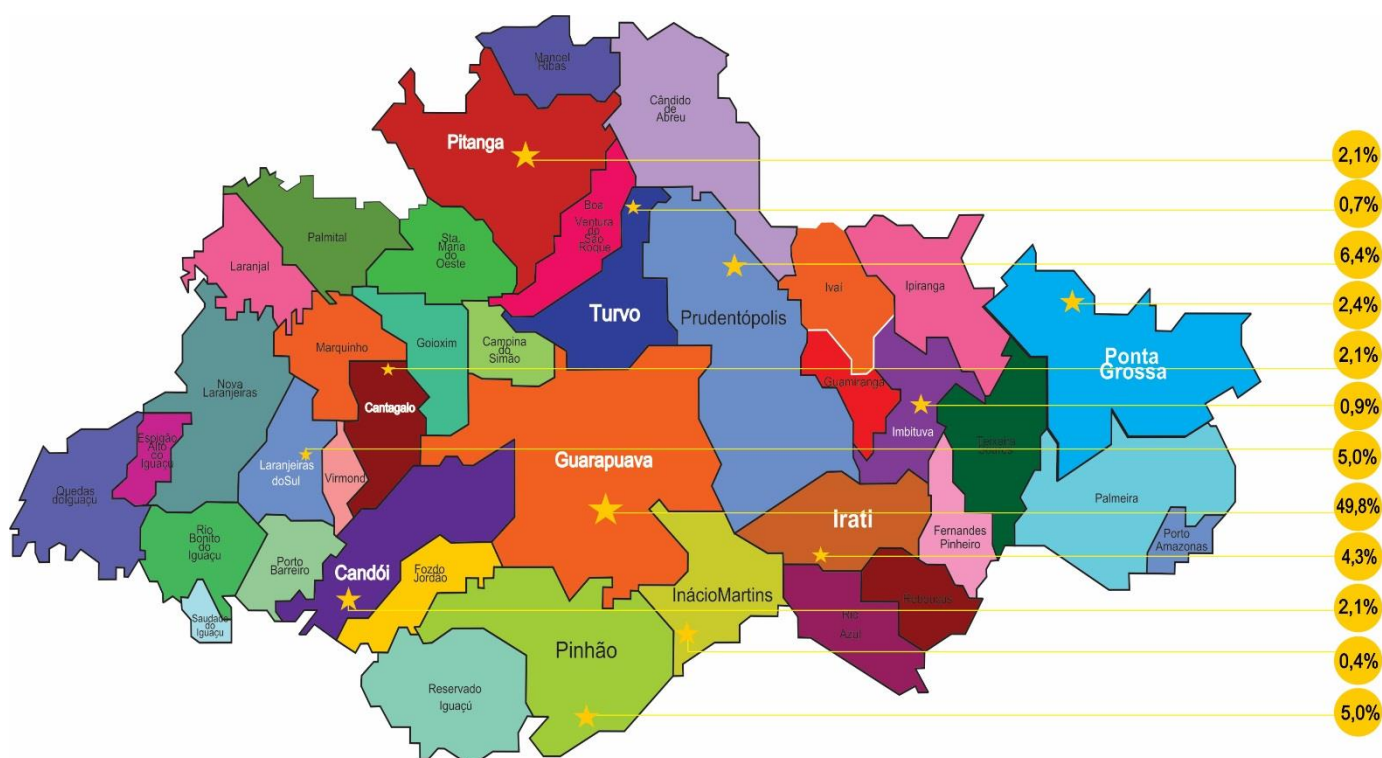 Manoel
Ribas
Cândido
de
Abreu
Pitanga
2,1%
Boa
Ventura
do São
Roque
0,7%
Palmital
Sta.
Maria
do
Oeste
Laranjal
6,4%
Ivaí
Ipiranga
2,4%
Turvo
Prudentópolis
Marquinho
Goioxim
Campina
do
Simão
Ponta
Grossa
2,1%
Nova
Laranjeiras
Guamiranga
Cantagalo
0,9%
Imbituva
Espigão
Alto do
Iguaçu
5,0%
Laranjeiras
doSul
Virmond
Guarapuava
Quedas
doIguaçu
Palmeira
49,8%
Irati
Rio
Bonito
do
Iguaçu
Fernandes
Pinheiro
Porto
Amazonas
4,3%
Porto
Barreiro
Candói
Fozdo
Jordão
InácioMartins
2,1%
Rebouças
Rio
Azul
Saudade
do
Iguaçu
0,4%
Pinhão
Reservado
Iguaçú
5,0%